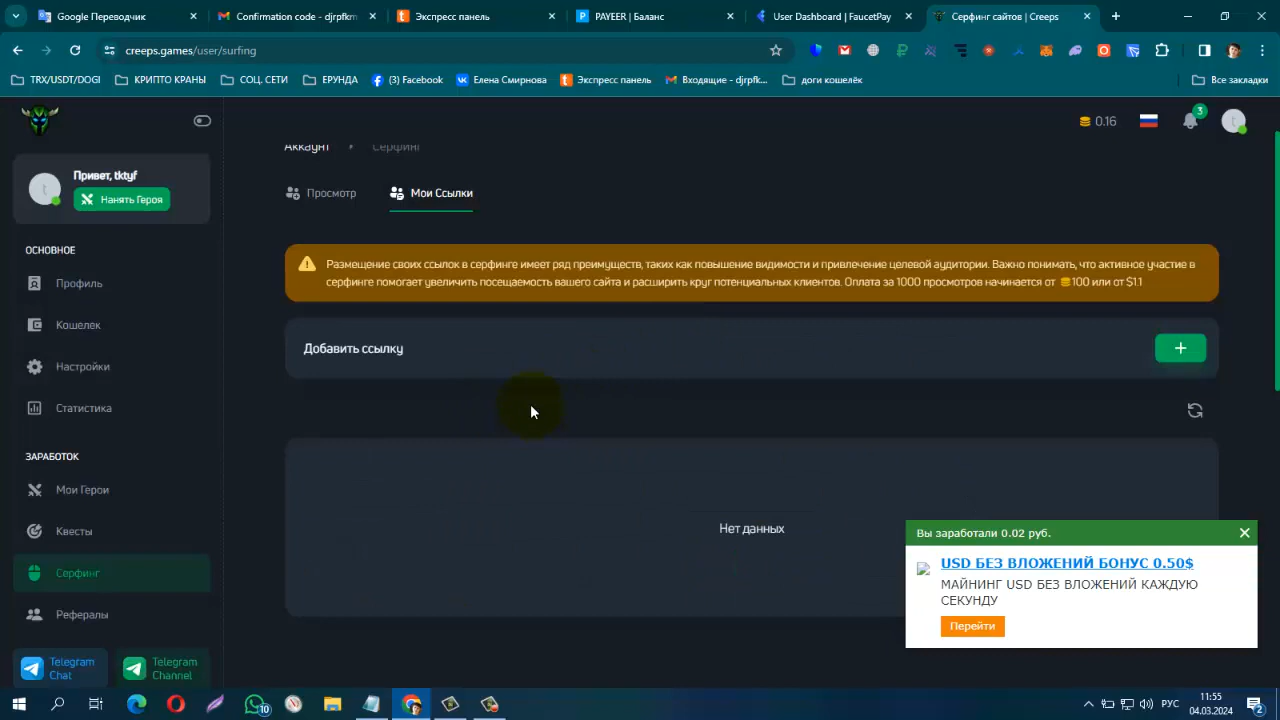 Google Переводчик
Confirmation code - djrpfkm
Экспресс панель
PAYEER | Баланс
User Dashboard | FaucetPay
Серфинг сайтов | Creeps
creeps.games/user/surfing
TRX/USDT/DOGI
КРИПТО КРАНЫ
СОЦ. СЕТИ
ЕРУНДА
(3) Facebook
Елена Смирнова
Экспресс панель
Входящие - djrpfk...
доги кошелёк
Все закладки
0.16
3
t
Привет, tktyf
t
Нанять Героя
ОСНОВНОЕ
Профиль
Кошелек
Настройки
Статистика
ЗАРАБОТОК
Мои Герои
Квесты
Серфинг
Рефералы
Telegram
Chat
Telegram
Channel
Аккаунт
Серфинг
Просмотр
Мои Ссылки
Размещение своих ссылок в серфинге имеет ряд преимуществ, таких как повышение видимости и привлечение целевой аудитории. Важно понимать, что активное участие в
серфинге помогает увеличить посещаемость вашего сайта и расширить круг потенциальных клиентов. Оплата за 1000 просмотров начинается от 100 или от $1.1
Добавить ссылку
+
Нет данных
Вы заработали 0.02 руб.
USD БЕЗ ВЛОЖЕНИЙ БОНУС 0.50$
МАЙНИНГ USD БЕЗ ВЛОЖЕНИЙ КАЖДУЮ
СЕКУНДУ
Перейти
10
РУС
11:55
04.03.2024
2